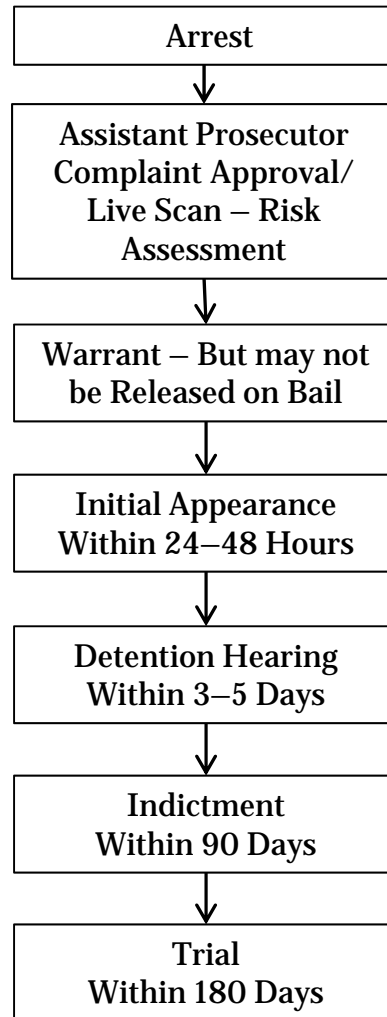 Arrest
Assistant Prosecutor
Complaint Approval/
Live Scan – Risk
Assessment
Warrant – But may not
be Released on Bail
Initial Appearance
Within 24–48 Hours
Detention Hearing
Within 3–5 Days
Indictment
Within 90 Days
Trial
Within 180 Days